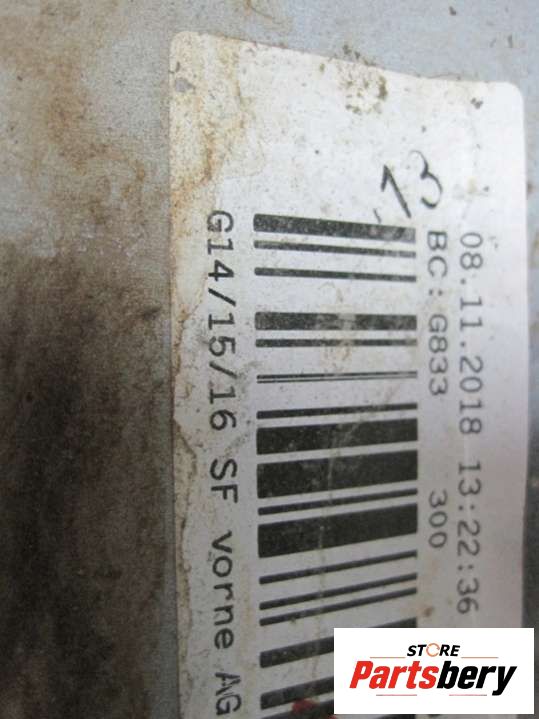 13
08.11.2018 13:22:36
BC: G833 300
G14/15/16 SF vorne AG
STORE
Partsbery